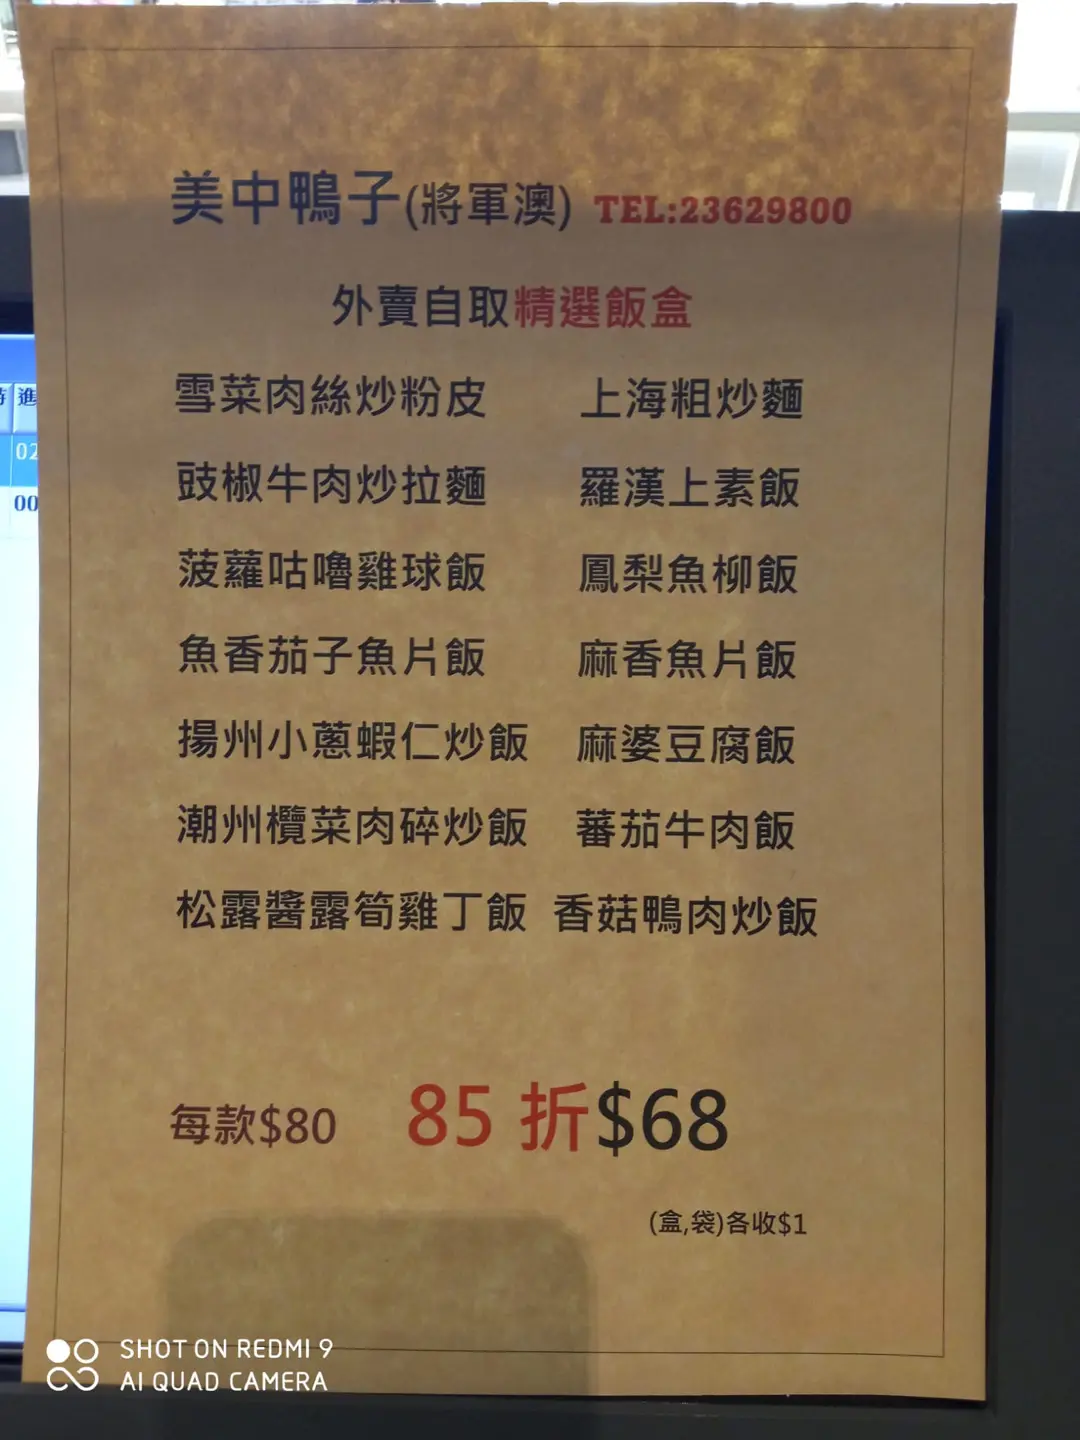 美中鴨子(將軍澳) TEL:23629800
外賣自取精選飯盒
雪菜肉絲炒粉皮 上海粗炒麵
豉椒牛肉炒拉麵 羅漢上素飯
菠蘿咕嚕雞球飯 鳳梨魚柳飯
魚香茄子魚片飯 麻香魚片飯
揚州小蔥蝦仁炒飯 麻婆豆腐飯
潮州欖菜肉碎炒飯 蕃茄牛肉飯
松露醬露筍雞丁飯 香菇鴨肉炒飯
每款$80 85 折$68
(盒,袋)各收$1
進
02
00
SHOT ON REDMI 9
AI QUAD CAMERA